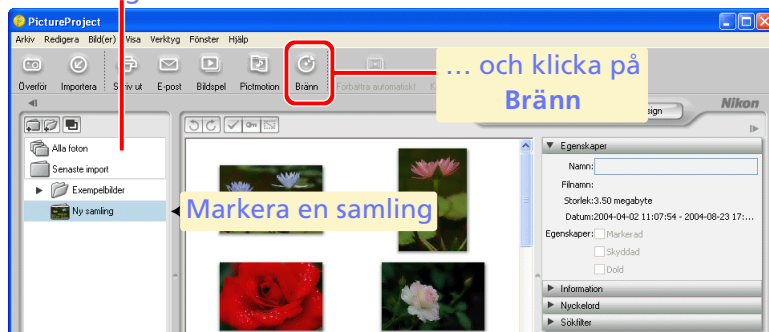 PictureProject
Arkiv Redigera Bild(er) Visa Verktyg Fönster Hjälp
Överför Importera Skriv ut E-post Bildspel Pictmotion Bränn Förbättra automatiskt
… och klicka på
Bränn
Nikon
Alla foton
Senaste import
Exempelbilder
Ny samling
Markera en samling
Egenskaper
Namn:
Filnamn:
Storlek:3.50 megabyte
Datum:2004-04-02 11:07:54 - 2004-08-23 17:...
Egenskaper: Markerad
Skyddad
Dold
Information
Nyckelord
Sökfilter